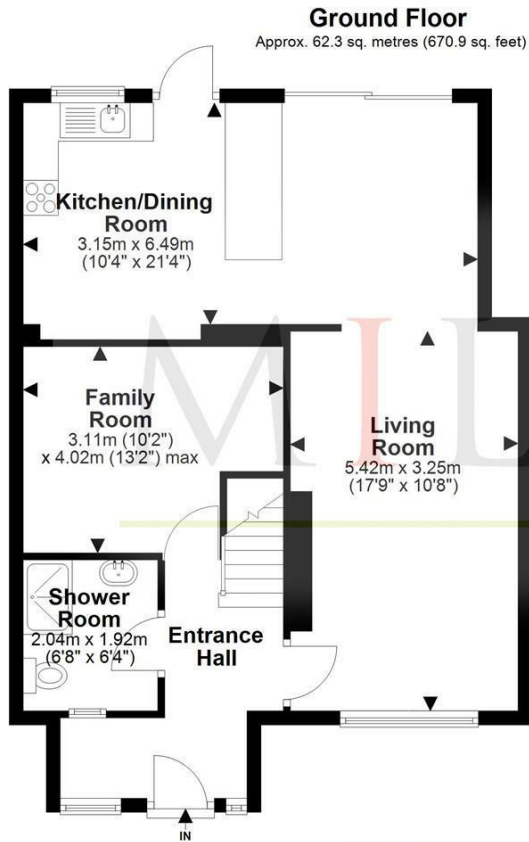 Ground Floor
Approx. 62.3 sq. metres (670.9 sq. feet)
Kitchen/Dining
Room
3.15m x 6.49m
(10'4" x 21'4")
Family
Room
3.11m (10'2")
x 4.02m (13'2") max
Living
Room
5.42m x 3.25m
(17'9" x 10'8")
Shower
Room
2.04m x 1.92m
(6'8" x 6'4")
Entrance
Hall
IN